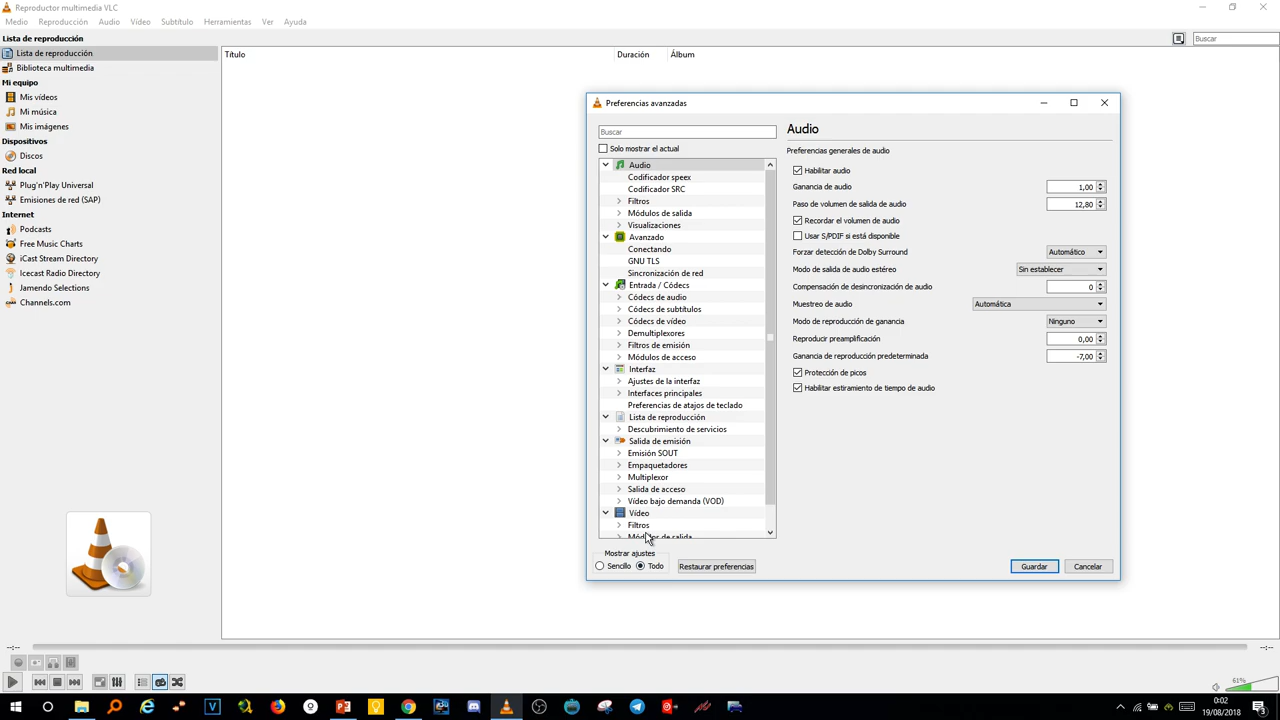 Reproductor multimedia VLC
Medio Reproducción Audio Vídeo Subtítulo Herramientas Ver Ayuda
Lista de reproducción
Buscar
Lista de reproducción
Biblioteca multimedia
Mi equipo
Mis vídeos
Mi música
Mis imágenes
Dispositivos
Discos
Red local
Plug'n'Play Universal
Emisiones de red (SAP)
Internet
Podcasts
Free Music Charts
iCast Stream Directory
Icecast Radio Directory
Jamendo Selections
Channels.com
Título Duración Álbum
Preferencias avanzadas
Buscar
Solo mostrar el actual
Audio
Codificador speex
Codificador SRC
Filtros
Módulos de salida
Visualizaciones
Avanzado
Conectando
GNU TLS
Sincronización de red
Entrada / Códecs
Códecs de audio
Códecs de subtítulos
Códecs de vídeo
Demultiplexores
Filtros de emisión
Módulos de acceso
Interfaz
Ajustes de la interfaz
Interfaces principales
Preferencias de atajos de teclado
Lista de reproducción
Descubrimiento de servicios
Salida de emisión
Emisión SOUT
Empaquetadores
Multiplexor
Salida de acceso
Vídeo bajo demanda (VOD)
Vídeo
Filtros
Módulos de salida
Mostrar ajustes
Sencillo Todo
Restaurar preferencias
Audio
Preferencias generales de audio
Habilitar audio
Ganancia de audio 1,00
Paso de volumen de salida de audio 12,80
Recordar el volumen de audio
Usar S/PDIF si está disponible
Forzar detección de Dolby Surround Automático
Modo de salida de audio estéreo Sin establecer
Compensación de desincronización de audio 0
Muestreo de audio Automática
Modo de reproducción de ganancia Ninguno
Reproducir preamplificación 0,00
Ganancia de reproducción predeterminada -7,00
Protección de picos
Habilitar estiramiento de tiempo de audio
Guardar Cancelar
--:-- --:--
61%
0:02
19/08/2018